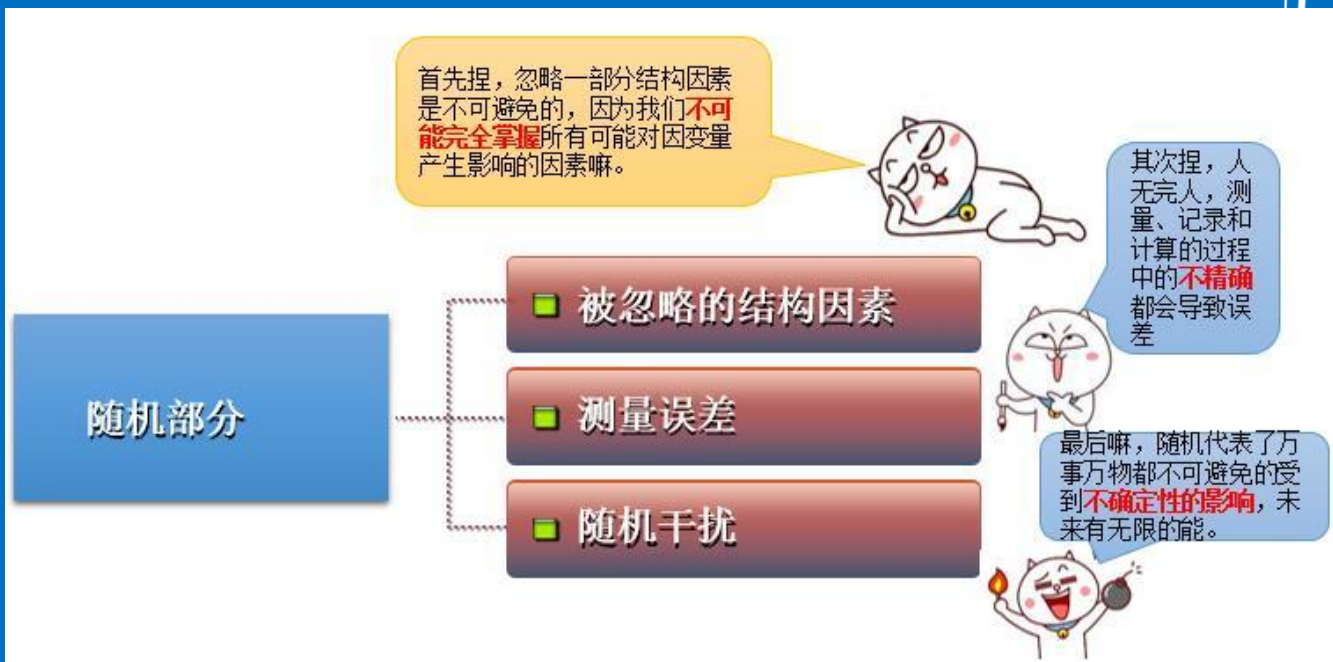 首先捏，忽略一部分结构因素
是不可避免的，因为我们不可
能完全掌握所有可能对因变量
产生影响的因素嘛。
其次捏，人
无完人，测
量、记录和
计算的过程
中的不精确
都会导致误
差
随机部分
被忽略的结构因素
测量误差
随机干扰
最后嘛，随机代表了万
事万物都不可避免的受
到不确定性的影响，未
来有无限的能。